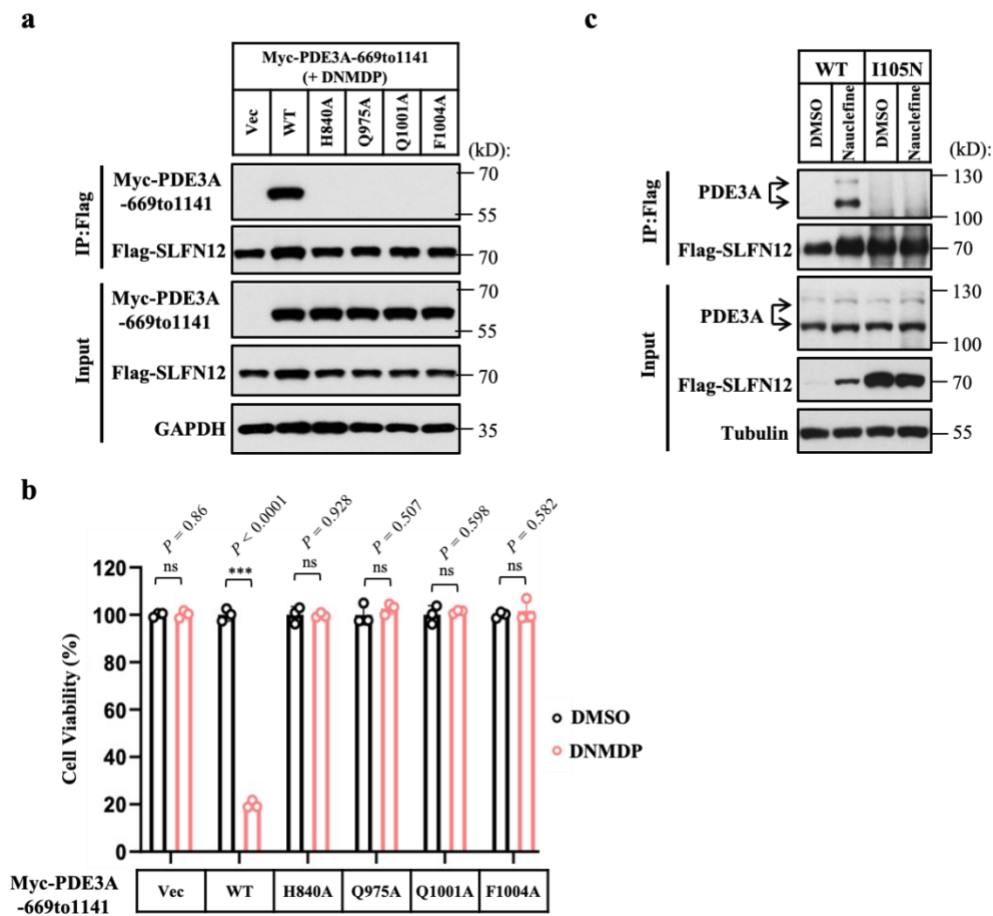 a
Myc-PDE3A-669to1141
(+ DNMDP)
Vec
WT
H840A
Q975A
Q1001A
F1004A
(kD):
IP:Flag
Myc-PDE3A
-669to1141
70
55
Flag-SLFN12
70
Input
Myc-PDE3A
-669to1141
70
55
Flag-SLFN12
70
GAPDH
35
c
WT
I105N
DMSO
Nauclefine
DMSO
Nauclefine
(kD):
IP:Flag
PDE3A
130
100
Flag-SLFN12
70
Input
PDE3A
130
100
Flag-SLFN12
70
Tubulin
55
b
P = 0.86
P < 0.0001
P = 0.928
P = 0.507
P = 0.598
P = 0.582
ns
***
ns
ns
ns
ns
Cell Viability (%)
120
100
80
60
40
20
0
DMSO
DNMDP
Myc-PDE3A
-669to1141
Vec
WT
H840A
Q975A
Q1001A
F1004A